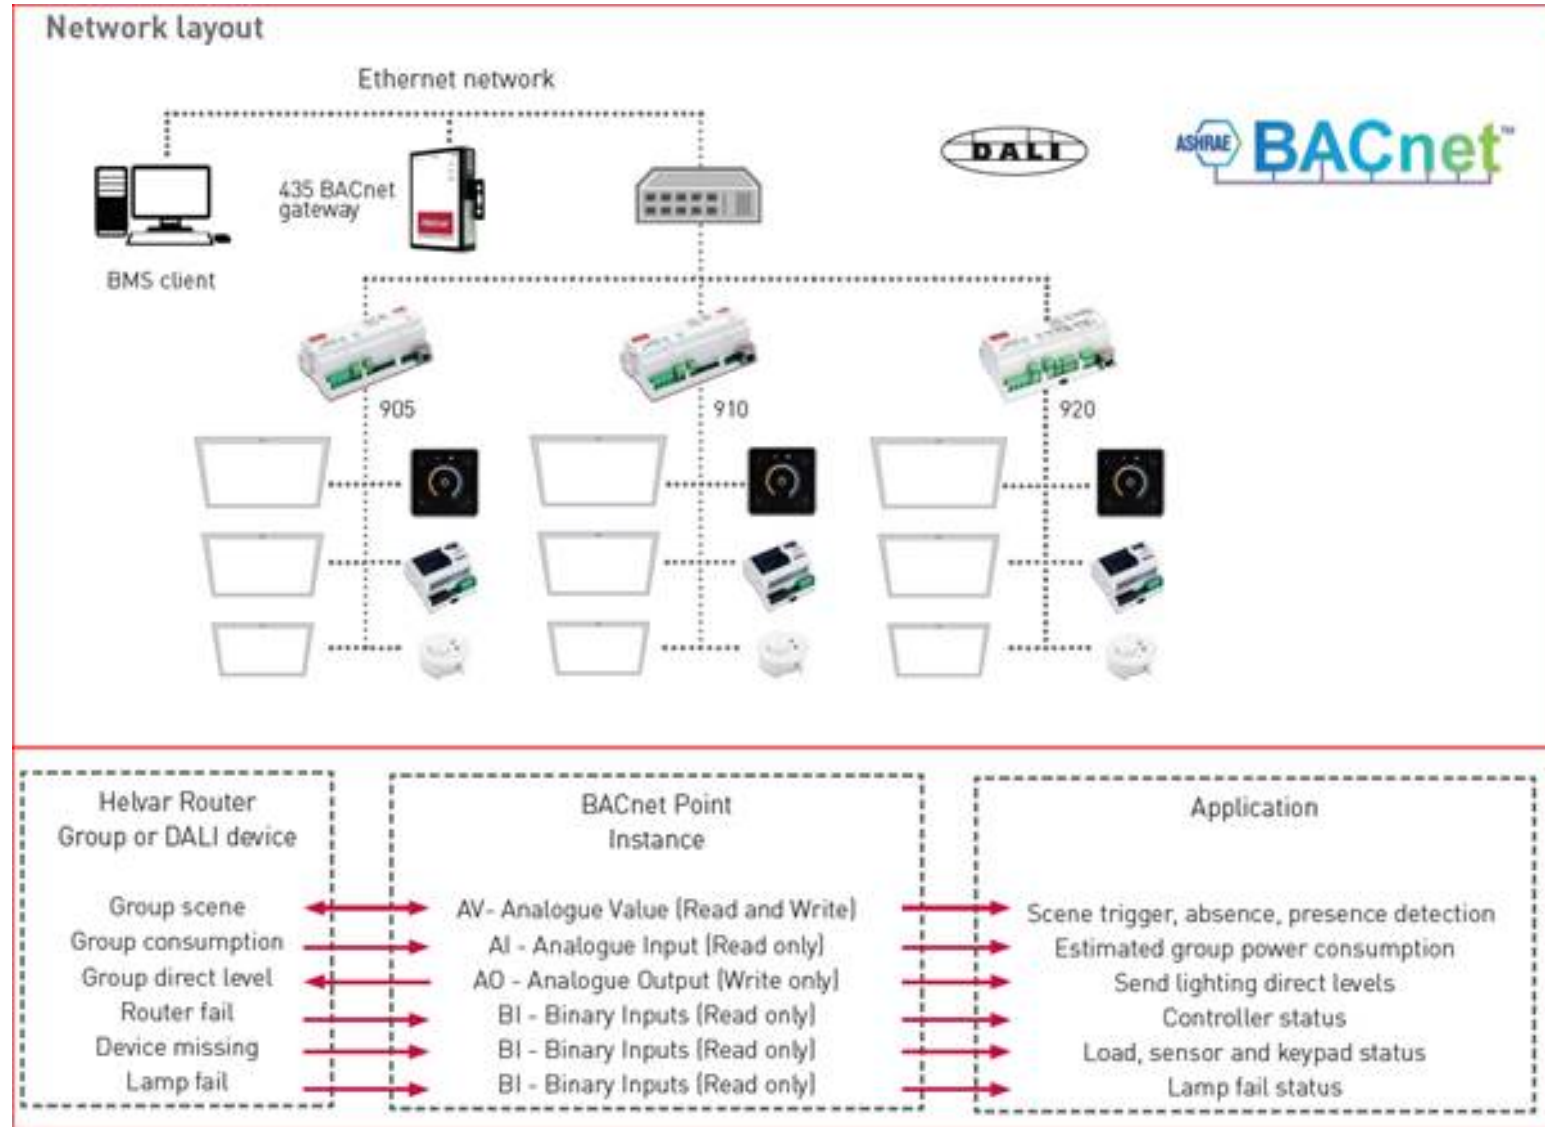 Network layout
Ethernet network
DALI
ASHRAE BACnet™
435 BACnet
gateway
BMS client
905
910
920
Helvar Router
Group or DALI device
Group scene
Group consumption
Group direct level
Router fail
Device missing
Lamp fail
BACnet Point
Instance
AV- Analogue Value (Read and Write)
AI - Analogue Input (Read only)
AO - Analogue Output (Write only)
BI - Binary Inputs (Read only)
BI - Binary Inputs (Read only)
BI - Binary Inputs (Read only)
Application
Scene trigger, absence, presence detection
Estimated group power consumption
Send lighting direct levels
Controller status
Load, sensor and keypad status
Lamp fail status